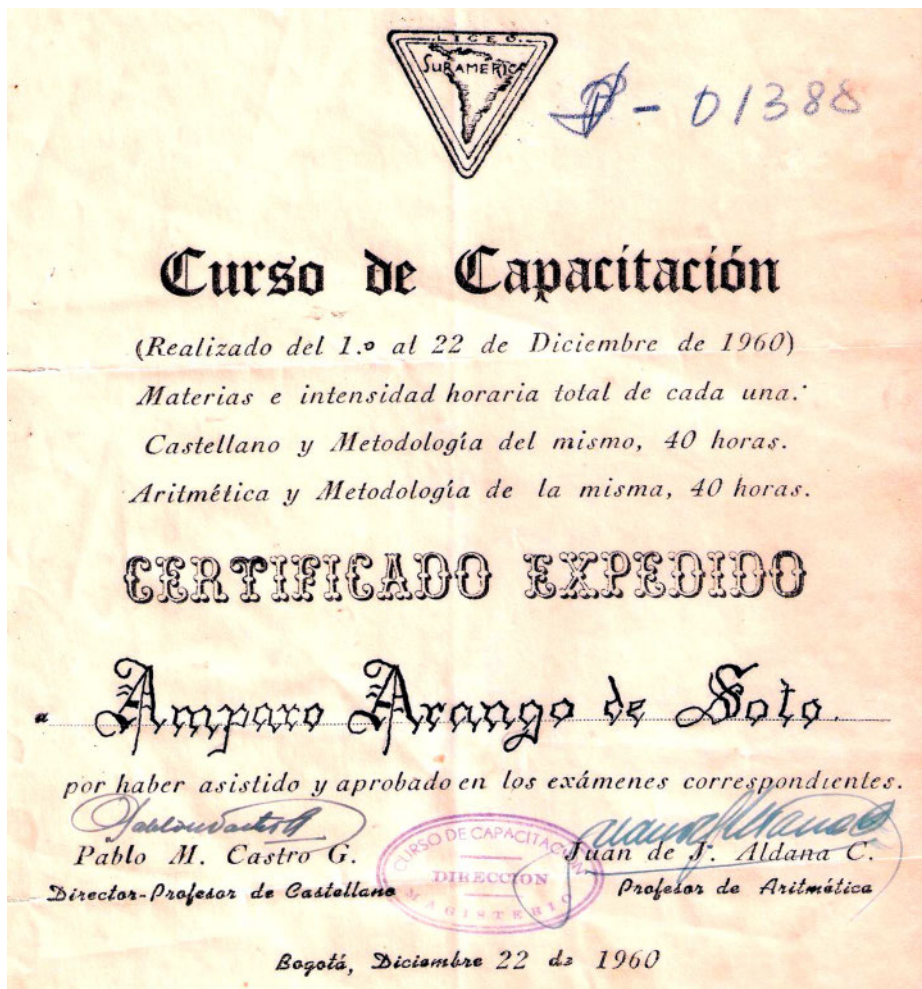 LICEO
SURAMERICA
- 01388
Curso de Capacitación
(Realizado del 1.º al 22 de Diciembre de 1960)
Materias e intensidad horaria total de cada una:
Castellano y Metodología del mismo, 40 horas.
Aritmética y Metodología de la misma, 40 horas.
CERTIFICADO EXPEDIDO
a Amparo Arango de Soto.
por haber asistido y aprobado en los exámenes correspondientes.
Pablo M. Castro G.
Director-Profesor de Castellano
CURSO DE CAPACITACION
DIRECCION
MAGISTERIO
Juan de J. Aldana C.
Profesor de Aritmética
Bogotá, Diciembre 22 de 1960